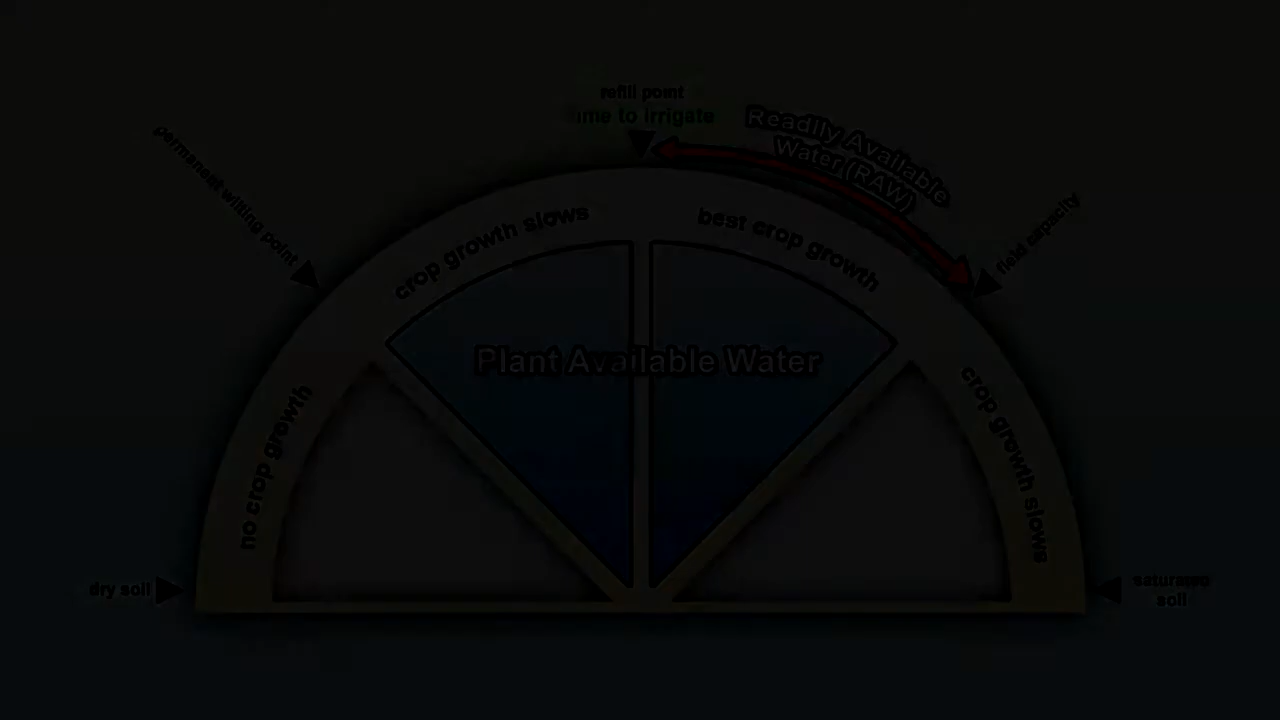 refill point
time to irrigate
Readily Available
Water (RAW)
permanent wilting point
field capacity
crop growth slows
best crop growth
Plant Available Water
no crop growth
crop growth slows
dry soil
saturated
soil